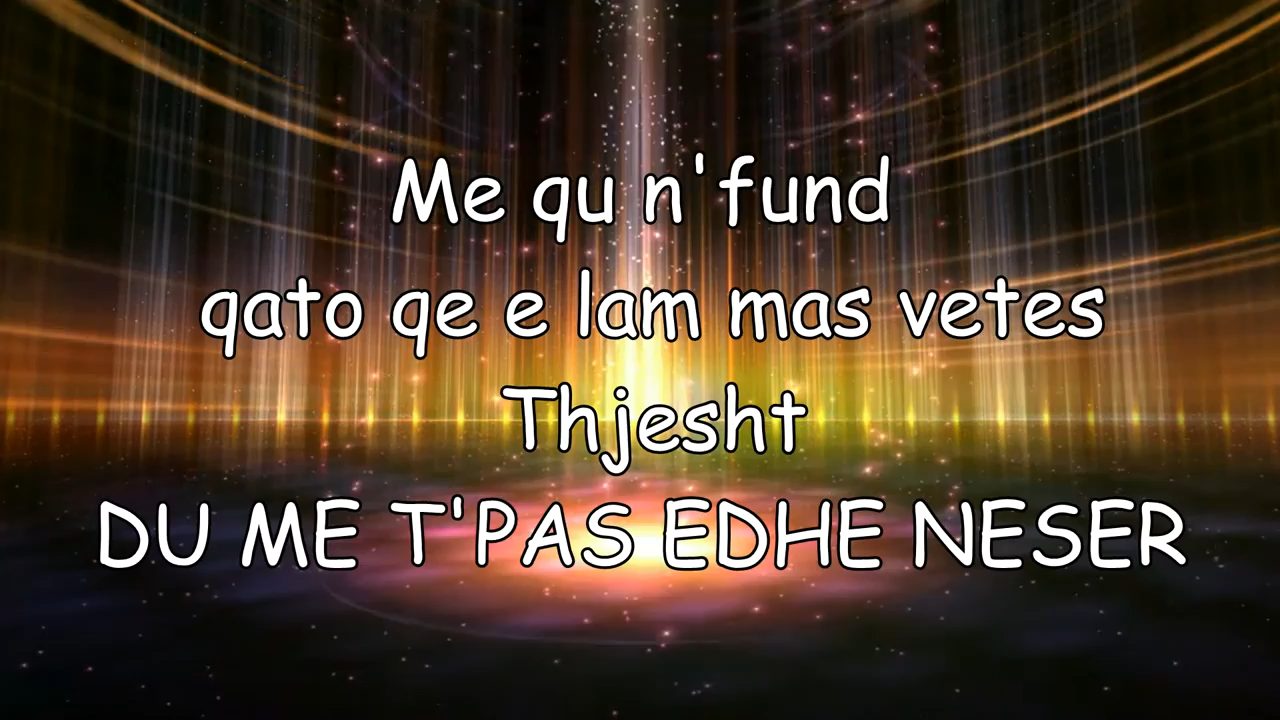 Me qu n'fund
qato qe e lam mas vetes
Thjesht
DU ME T'PAS EDHE NESER